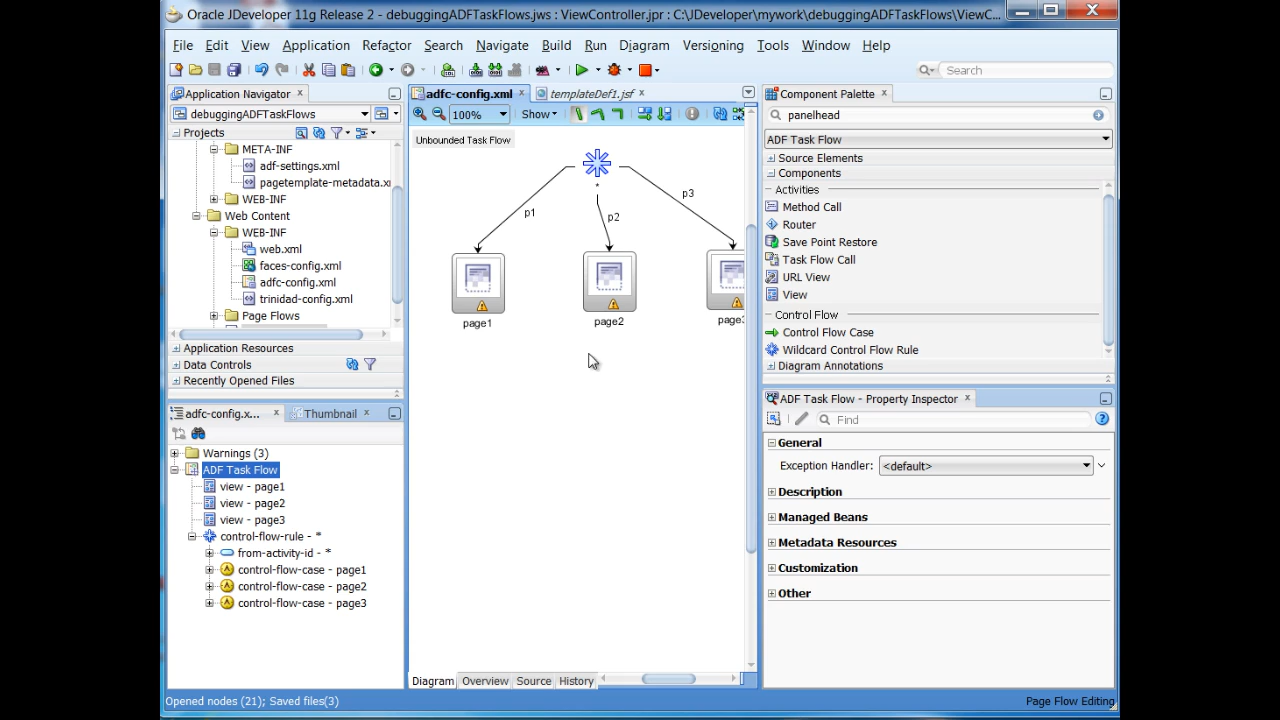 Oracle JDeveloper 11g Release 2 - debuggingADFTaskFlows.jws : ViewController.jpr : C:\JDeveloper\mywork\debuggingADFTaskFlows\ViewC...
File Edit View Application Refactor Search Navigate Build Run Diagram Versioning Tools Window Help
Search
Application Navigator
debuggingADFTaskFlows
Projects
META-INF
adf-settings.xml
pagetemplate-metadata.x
WEB-INF
Web Content
WEB-INF
web.xml
faces-config.xml
adfc-config.xml
trinidad-config.xml
Page Flows
Application Resources
Data Controls
Recently Opened Files
adfc-config.x...
Thumbnail
Warnings (3)
ADF Task Flow
view - page1
view - page2
view - page3
control-flow-rule - *
from-activity-id - *
control-flow-case - page1
control-flow-case - page2
control-flow-case - page3
adfc-config.xml
templateDef1.jsf
100%
Show
Unbounded Task Flow
*
p1
p2
p3
page1
page2
page3
Diagram Overview Source History
Component Palette
panelhead
ADF Task Flow
Source Elements
Components
Activities
Method Call
Router
Save Point Restore
Task Flow Call
URL View
View
Control Flow
Control Flow Case
Wildcard Control Flow Rule
Diagram Annotations
ADF Task Flow - Property Inspector
Find
General
Exception Handler: <default>
Description
Managed Beans
Metadata Resources
Customization
Other
Opened nodes (21); Saved files(3)
Page Flow Editing